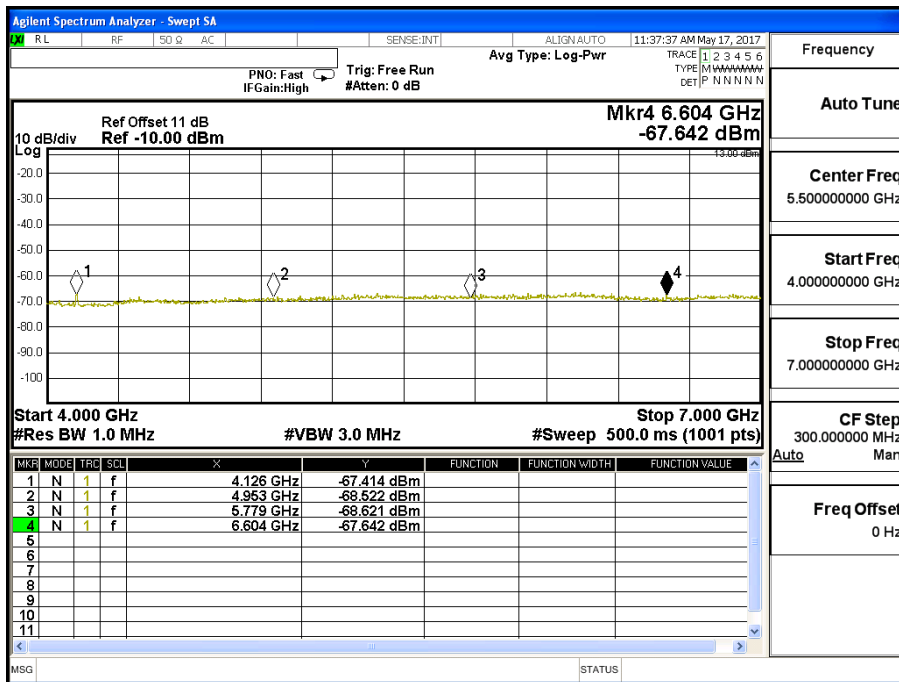 Agilent Spectrum Analyzer - Swept SA
LXI RL RF 50 Ω AC SENSE:INT ALIGN AUTO 11:37:37 AM May 17, 2017
Avg Type: Log-Pwr TRACE 1 2 3 4 5 6
PNO: Fast Trig: Free Run TYPE M WWWWW
IFGain:High #Atten: 0 dB DET P N N N N N
Ref Offset 11 dB Mkr4 6.604 GHz
10 dB/div Ref -10.00 dBm -67.642 dBm
Log
-13.00 dBm
-20.0
-30.0
-40.0
-50.0
-60.0
1 2 3 4
-70.0
-80.0
-90.0
-100
Start 4.000 GHz Stop 7.000 GHz
#Res BW 1.0 MHz #VBW 3.0 MHz #Sweep 500.0 ms (1001 pts)
MKR MODE TRC SCL X Y FUNCTION FUNCTION WIDTH FUNCTION VALUE
1 N 1 f 4.126 GHz -67.414 dBm
2 N 1 f 4.953 GHz -68.522 dBm
3 N 1 f 5.779 GHz -68.621 dBm
4 N 1 f 6.604 GHz -67.642 dBm
5
6
7
8
9
10
11
MSG STATUS
Frequency
Auto Tune
Center Freq
5.500000000 GHz
Start Freq
4.000000000 GHz
Stop Freq
7.000000000 GHz
CF Step
300.000000 MHz
Auto Man
Freq Offset
0 Hz